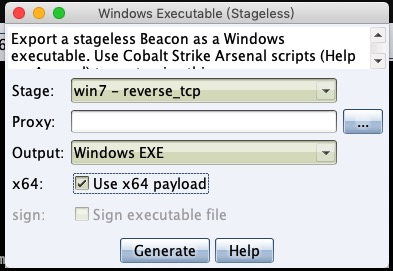 Windows Executable (Stageless)
Export a stageless Beacon as a Windows
executable. Use Cobalt Strike Arsenal scripts (Help
Stage: win7 - reverse_tcp
Proxy: ...
Output: Windows EXE
x64: Use x64 payload
sign: Sign executable file
Generate Help